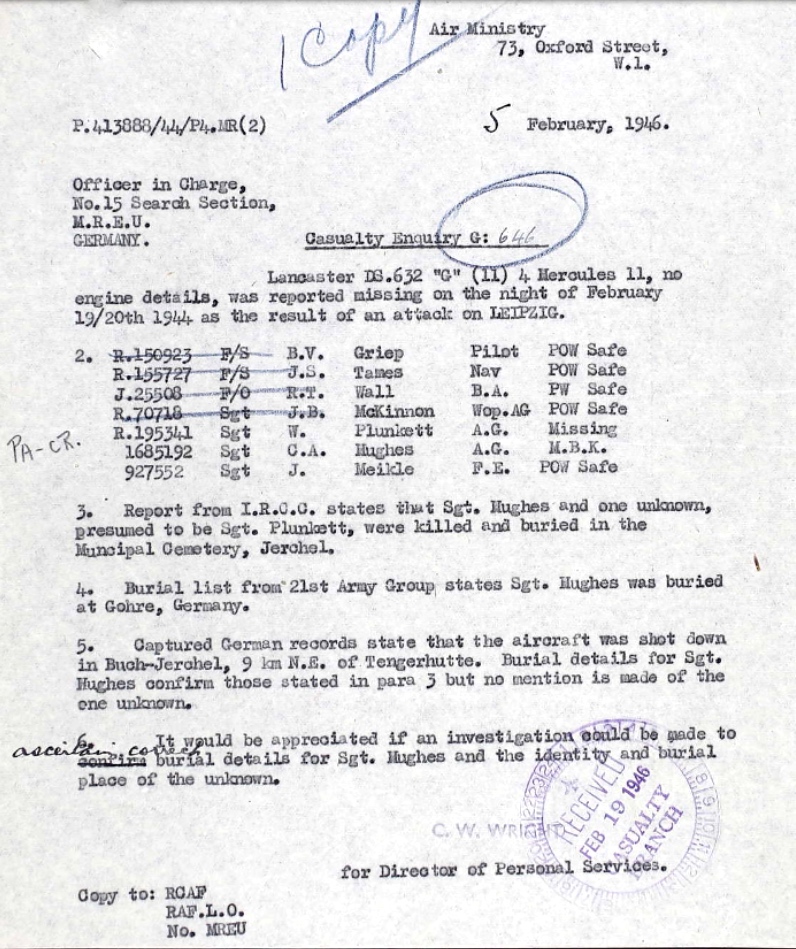 Copy
Air Ministry
73, Oxford Street,
W.1.
P.413888/44/P4.MR(2)
5 February, 1946.
Officer in Charge,
No.15 Search Section,
M.R.E.U.
GERMANY.
Casualty Enquiry G: 646
Lancaster DS.632 "G" (II) 4 Hercules 11, no
engine details, was reported missing on the night of February
19/20th 1944 as the result of an attack on LEIPZIG.
2. R.150923 F/S B.V. Griep Pilot POW Safe
R.155727 F/S J.S. Tames Nav POW Safe
J.25508 F/O R.T. Wall B.A. PW Safe
R.70718 Sgt J.B. McKinnon Wop.AG POW Safe
PA-CR. R.195341 Sgt W. Plunkett A.G. Missing
1685192 Sgt C.A. Hughes A.G. M.B.K.
927552 Sgt J. Meikle F.E. POW Safe
3. Report from I.R.C.C. states that Sgt. Hughes and one unknown,
presumed to be Sgt. Plunkett, were killed and buried in the
Muncipal Cemetery, Jerchel.
4. Burial list from 21st Army Group states Sgt. Hughes was buried
at Gohre, Germany.
5. Captured German records state that the aircraft was shot down
in Buch-Jerchel, 9 km N.E. of Tengerhutte. Burial details for Sgt.
Hughes confirm those stated in para 3 but no mention is made of the
one unknown.
6. It would be appreciated if an investigation could be made to
ascertain correct
confirm burial details for Sgt. Hughes and the identity and burial
place of the unknown.
RECEIVED
FEB 19 1946
CASUALTY
BRANCH
C. W. WRIGHT
for Director of Personal Services.
Copy to: RCAF
RAF.L.O.
No. MREU